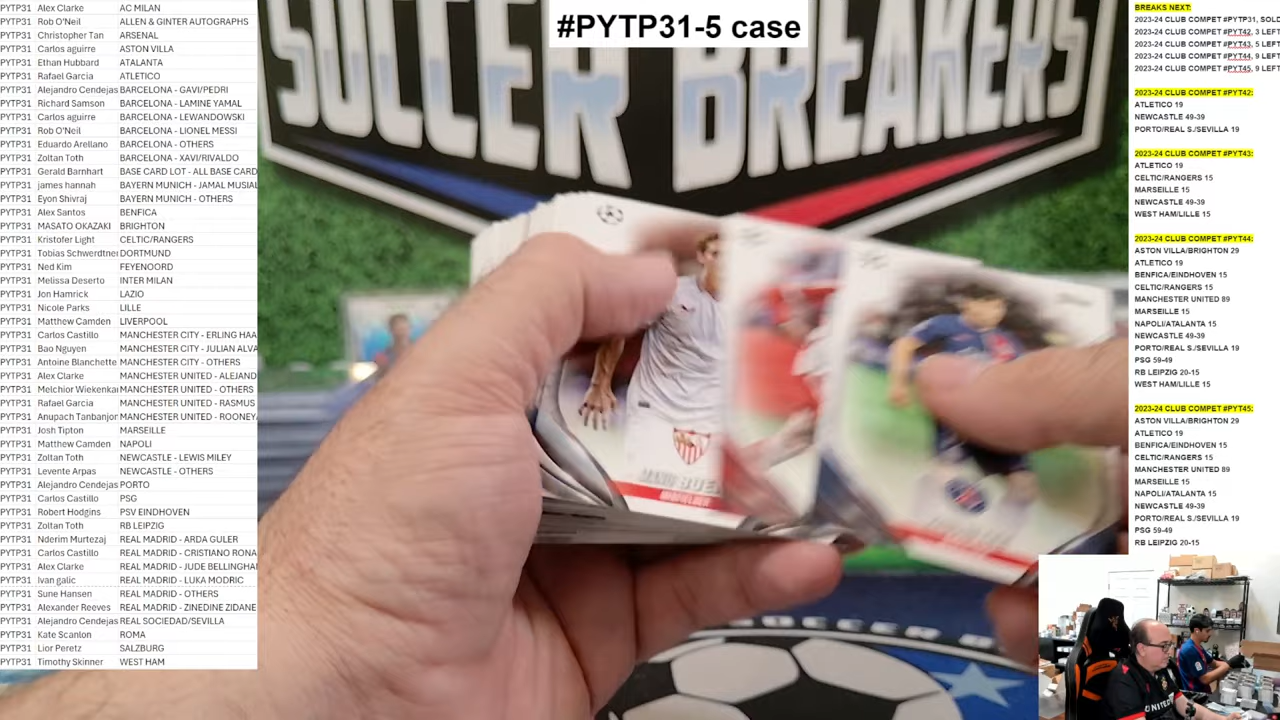 #PYTP31-5 case
SOCCER BREAKERS
PYTP31 Alex Clarke AC MILAN
PYTP31 Rob O'Neil ALLEN & GINTER AUTOGRAPHS
PYTP31 Christopher Tan ARSENAL
PYTP31 Carlos aguirre ASTON VILLA
PYTP31 Ethan Hubbard ATALANTA
PYTP31 Rafael Garcia ATLETICO
PYTP31 Alejandro Cendejas BARCELONA - GAVI/PEDRI
PYTP31 Richard Samson BARCELONA - LAMINE YAMAL
PYTP31 Carlos aguirre BARCELONA - LEWANDOWSKI
PYTP31 Rob O'Neil BARCELONA - LIONEL MESSI
PYTP31 Eduardo Arellano BARCELONA - OTHERS
PYTP31 Zoltan Toth BARCELONA - XAVI/RIVALDO
PYTP31 Gerald Barnhart BASE CARD LOT - ALL BASE CARD
PYTP31 james hannah BAYERN MUNICH - JAMAL MUSIAL
PYTP31 Eyon Shivraj BAYERN MUNICH - OTHERS
PYTP31 Alex Santos BENFICA
PYTP31 MASATO OKAZAKI BRIGHTON
PYTP31 Kristofer Light CELTIC/RANGERS
PYTP31 Tobias Schwerdtner DORTMUND
PYTP31 Ned Kim FEYENOORD
PYTP31 Melissa Deserto INTER MILAN
PYTP31 Jon Hamrick LAZIO
PYTP31 Nicole Parks LILLE
PYTP31 Matthew Camden LIVERPOOL
PYTP31 Carlos Castillo MANCHESTER CITY - ERLING HAA
PYTP31 Bao Nguyen MANCHESTER CITY - JULIAN ALVA
PYTP31 Antoine Blanchette MANCHESTER CITY - OTHERS
PYTP31 Alex Clarke MANCHESTER UNITED - ALEJAND
PYTP31 Melchior Wiekenka MANCHESTER UNITED - OTHERS
PYTP31 Rafael Garcia MANCHESTER UNITED - RASMUS
PYTP31 Anupach Tanbanjor MANCHESTER UNITED - ROONEY
PYTP31 Josh Tipton MARSEILLE
PYTP31 Matthew Camden NAPOLI
PYTP31 Zoltan Toth NEWCASTLE - LEWIS MILEY
PYTP31 Levente Arpas NEWCASTLE - OTHERS
PYTP31 Alejandro Cendejas PORTO
PYTP31 Carlos Castillo PSG
PYTP31 Robert Hodgins PSV EINDHOVEN
PYTP31 Zoltan Toth RB LEIPZIG
PYTP31 Nderim Murtezaj REAL MADRID - ARDA GULER
PYTP31 Carlos Castillo REAL MADRID - CRISTIANO RONA
PYTP31 Alex Clarke REAL MADRID - JUDE BELLINGHA
PYTP31 Ivan galic REAL MADRID - LUKA MODRIC
PYTP31 Sune Hansen REAL MADRID - OTHERS
PYTP31 Alexander Reeves REAL MADRID - ZINEDINE ZIDANE
PYTP31 Alejandro Cendejas REAL SOCIEDAD/SEVILLA
PYTP31 Kate Scanlon ROMA
PYTP31 Lior Peretz SALZBURG
PYTP31 Timothy Skinner WEST HAM
BREAKS NEXT:
2023-24 CLUB COMPET #PYTP31, SOLD
2023-24 CLUB COMPET #PYT42, 3 LEFT
2023-24 CLUB COMPET #PYT43, 5 LEFT
2023-24 CLUB COMPET #PYT44, 9 LEFT
2023-24 CLUB COMPET #PYT45, 9 LEFT
2023-24 CLUB COMPET #PYT42:
ATLETICO 19
NEWCASTLE 49-39
PORTO/REAL S./SEVILLA 19
2023-24 CLUB COMPET #PYT43:
ATLETICO 19
CELTIC/RANGERS 15
MARSEILLE 15
NEWCASTLE 49-39
WEST HAM/LILLE 15
2023-24 CLUB COMPET #PYT44:
ASTON VILLA/BRIGHTON 29
ATLETICO 19
BENFICA/EINDHOVEN 15
CELTIC/RANGERS 15
MANCHESTER UNITED 89
MARSEILLE 15
NAPOLI/ATALANTA 15
NEWCASTLE 49-39
PORTO/REAL S./SEVILLA 19
PSG 59-49
RB LEIPZIG 20-15
WEST HAM/LILLE 15
2023-24 CLUB COMPET #PYT45:
ASTON VILLA/BRIGHTON 29
ATLETICO 19
BENFICA/EINDHOVEN 15
CELTIC/RANGERS 15
MANCHESTER UNITED 89
MARSEILLE 15
NAPOLI/ATALANTA 15
NEWCASTLE 49-39
PORTO/REAL S./SEVILLA 19
PSG 59-49
RB LEIPZIG 20-15